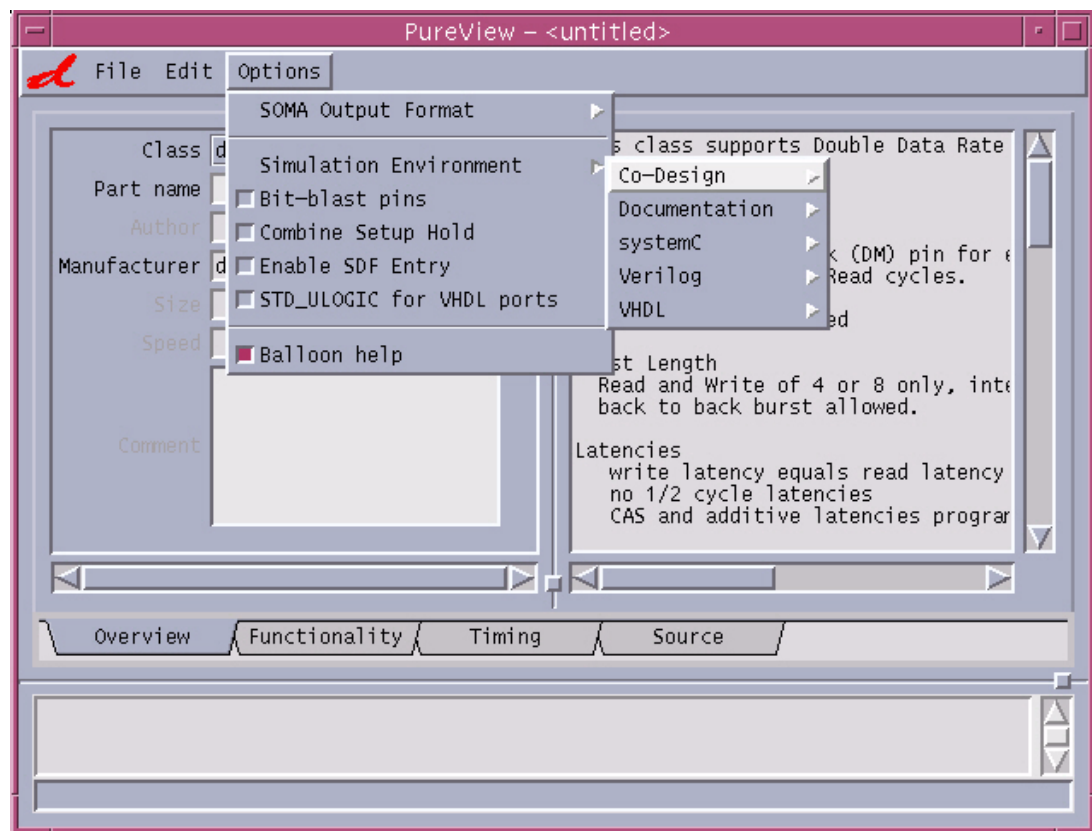 PureView – <untitled>
File Edit Options
SOMA Output Format
Simulation Environment
Bit-blast pins
Combine Setup Hold
Enable SDF Entry
STD_ULOGIC for VHDL ports
Balloon help
Co-Design
Documentation
systemC
Verilog
VHDL
Class d
Part name
Author
Manufacturer d
Size
Speed
Comment
s class supports Double Data Rate
(DM) pin for
Read cycles.
ed
st Length
Read and Write of 4 or 8 only, inte
back to back burst allowed.
Latencies
write latency equals read latency
no 1/2 cycle latencies
CAS and additive latencies program
Overview Functionality Timing Source